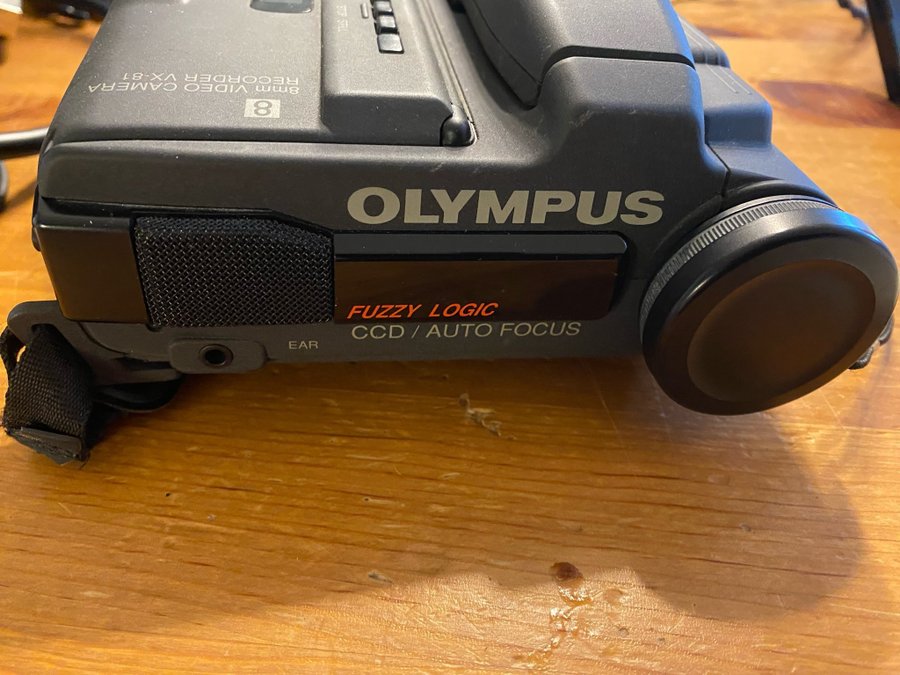 8mm VIDEO CAMERA
RECORDER VX-81
8
OLYMPUS
FUZZY LOGIC
CCD / AUTO FOCUS
EAR